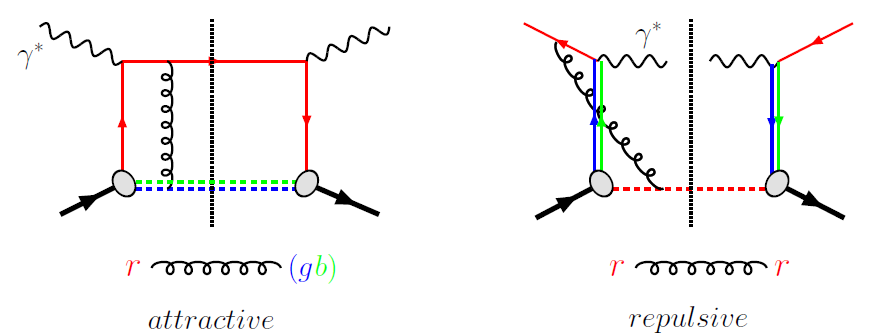 γ* γ*
r (gb) r r
attractive repulsive